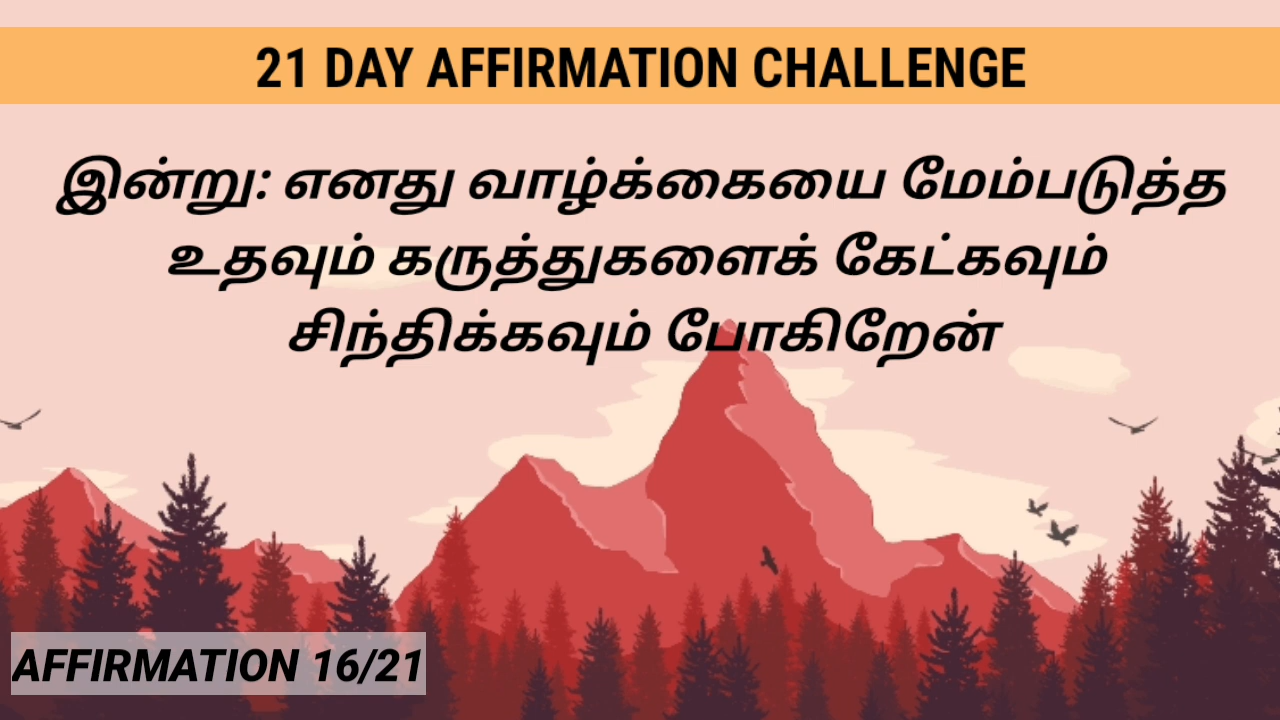 21 DAY AFFIRMATION CHALLENGE
இன்று: எனது வாழ்க்கையை மேம்படுத்த
உதவும் கருத்துகளைக் கேட்கவும்
சிந்திக்கவும் போகிறேன்
AFFIRMATION 16/21